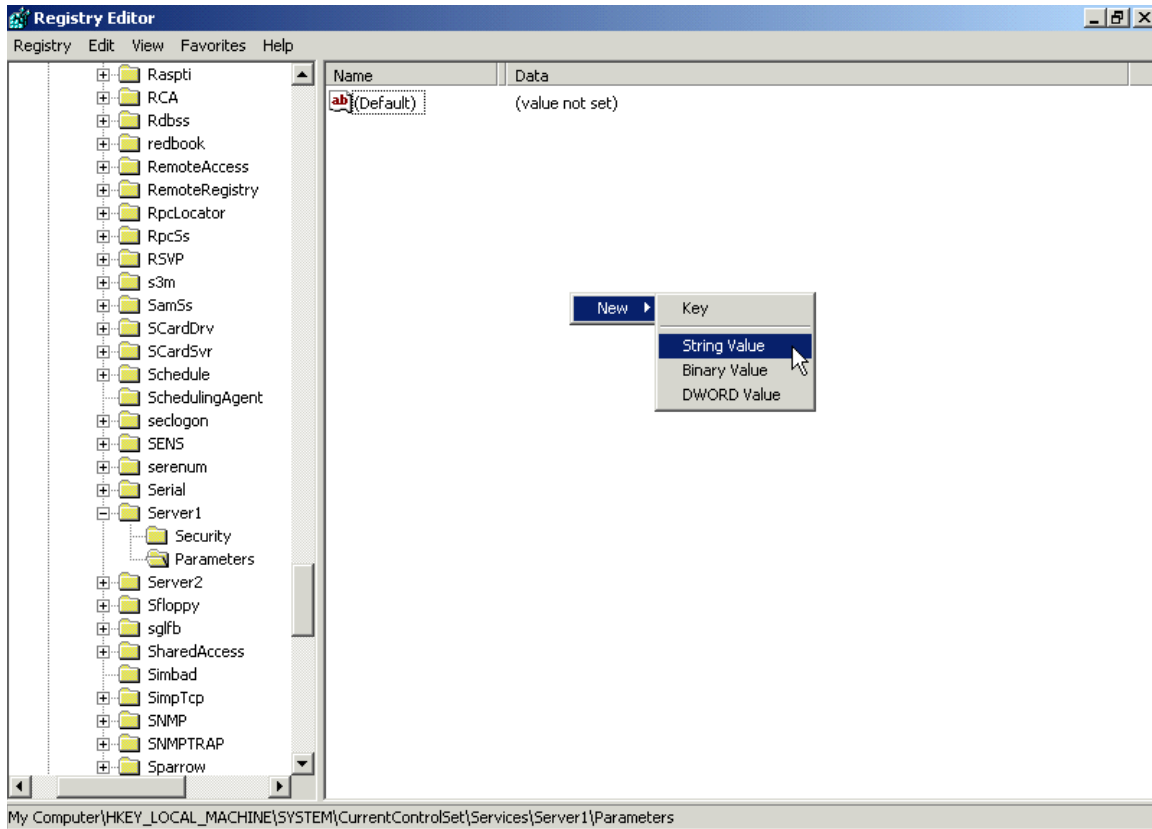 Registry Editor
Registry Edit View Favorites Help
Name Data
(Default) (value not set)
Raspti
RCA
Rdbss
redbook
RemoteAccess
RemoteRegistry
RpcLocator
RpcSs
RSVP
s3m
SamSs
SCardDrv
SCardSvr
Schedule
SchedulingAgent
seclogon
SENS
serenum
Serial
Server1
Security
Parameters
Server2
Sfloppy
sglfb
SharedAccess
Simbad
SimpTcp
SNMP
SNMPTRAP
Sparrow
ab
New
Key
String Value
Binary Value
DWORD Value
My Computer\HKEY_LOCAL_MACHINE\SYSTEM\CurrentControlSet\Services\Server1\Parameters